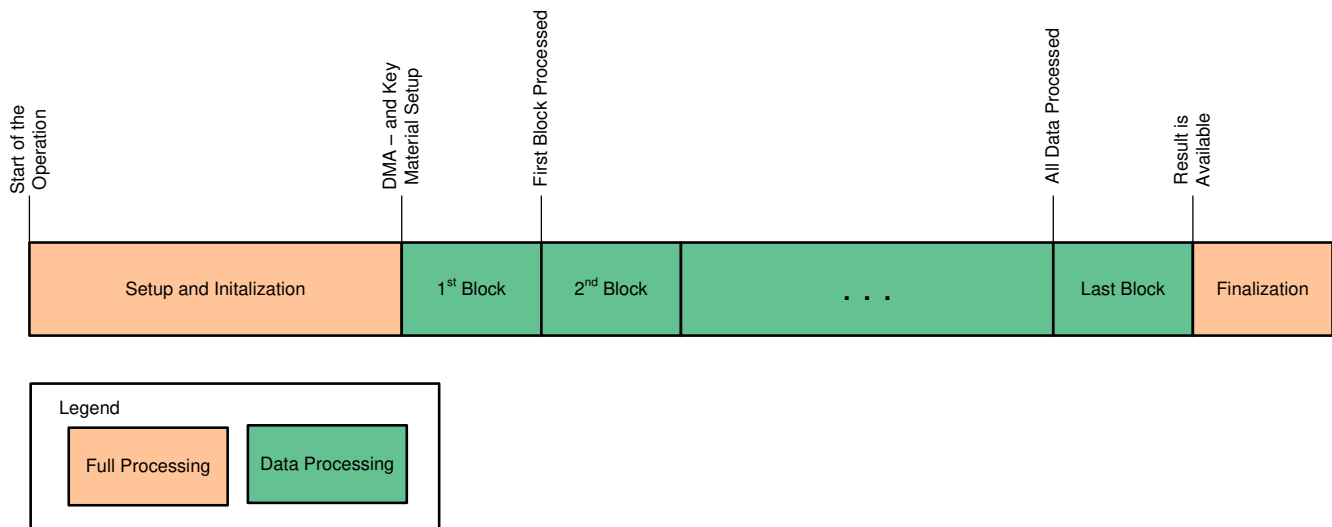 Start of the
Operation
DMA – and Key
Material Setup
First Block Processed
All Data Processed
Result is
Available
Setup and Initalization
1st Block
2nd Block
. . .
Last Block
Finalization
Legend
Full Processing
Data Processing